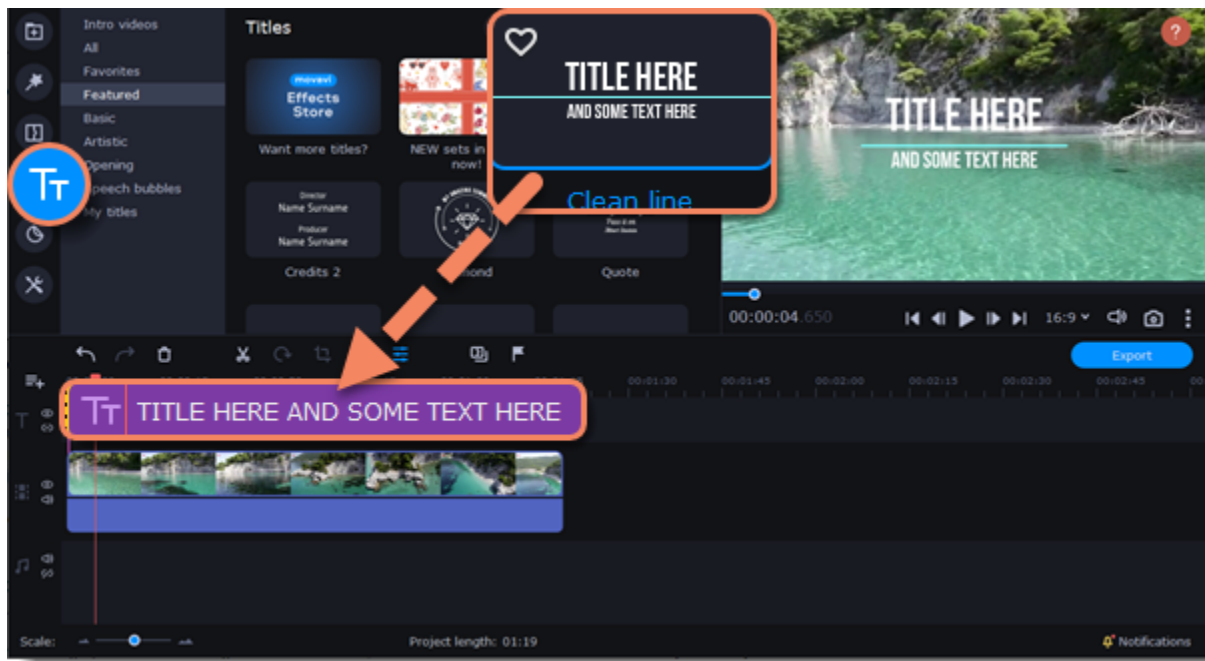 Intro videos
All
Favorites
Featured
Basic
Artistic
Opening
Speech bubbles
My titles
Titles
movavi
Effects
Store
Want more titles?
NEW sets in
now!
TITLE HERE
AND SOME TEXT HERE
Clean line
Director
Name Surname
Producer
Name Surname
Credits 2
mond
Quote
TITLE HERE
AND SOME TEXT HERE
?
00:00:04.650
16:9
Export
00:01:30 00:01:45 00:02:00 00:02:15 00:02:30 00:02:45 00
T
Tт TITLE HERE AND SOME TEXT HERE
Scale:
Project length: 01:19
Notifications